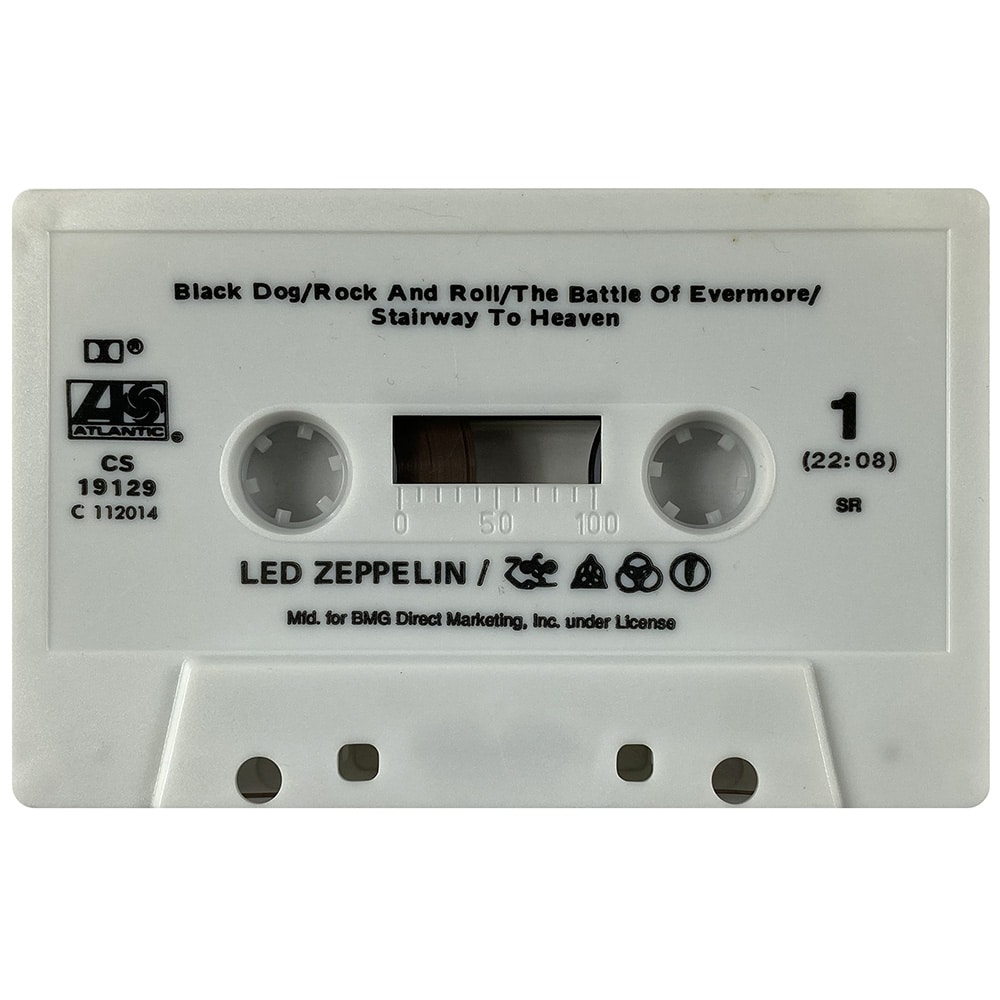 Black Dog/Rock And Roll/The Battle Of Evermore/
Stairway To Heaven
®
ATLANTIC®
CS
19129
C 112014
1
(22:08)
SR
0 50 100
LED ZEPPELIN /
Mfd. for BMG Direct Marketing, Inc. under License